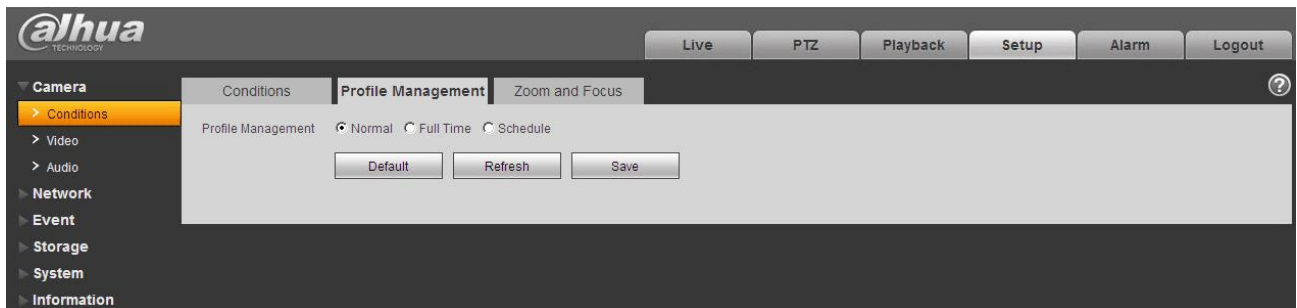 alhua
TECHNOLOGY
Live PTZ Playback Setup Alarm Logout
Camera
Conditions
Video
Audio
Network
Event
Storage
System
Information
Conditions Profile Management Zoom and Focus
?
Profile Management Normal Full Time Schedule
Default Refresh Save